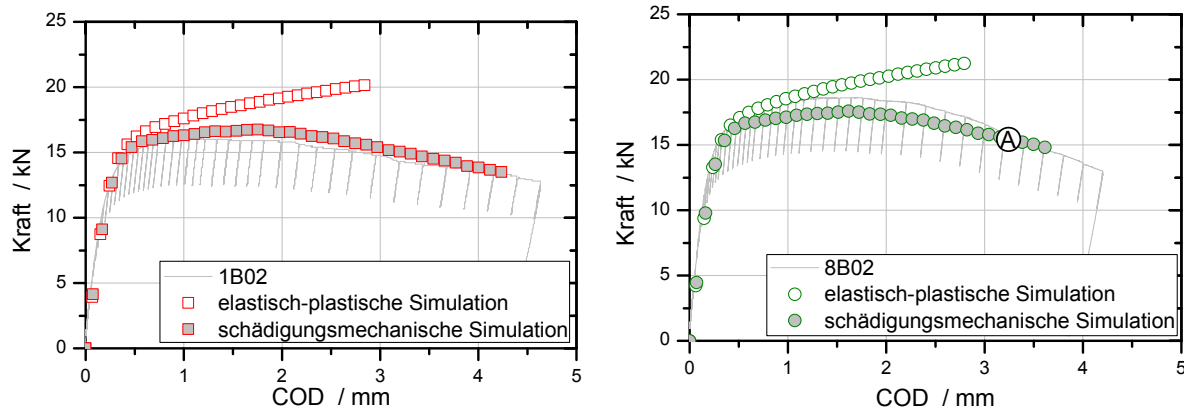 25
20
15
10
5
0
Kraft / kN
0 1 2 3 4 5
COD / mm
1B02
elastisch-plastische Simulation
schädigungsmechanische Simulation
25
20
15
10
5
0
Kraft / kN
0 1 2 3 4 5
COD / mm
A
8B02
elastisch-plastische Simulation
schädigungsmechanische Simulation